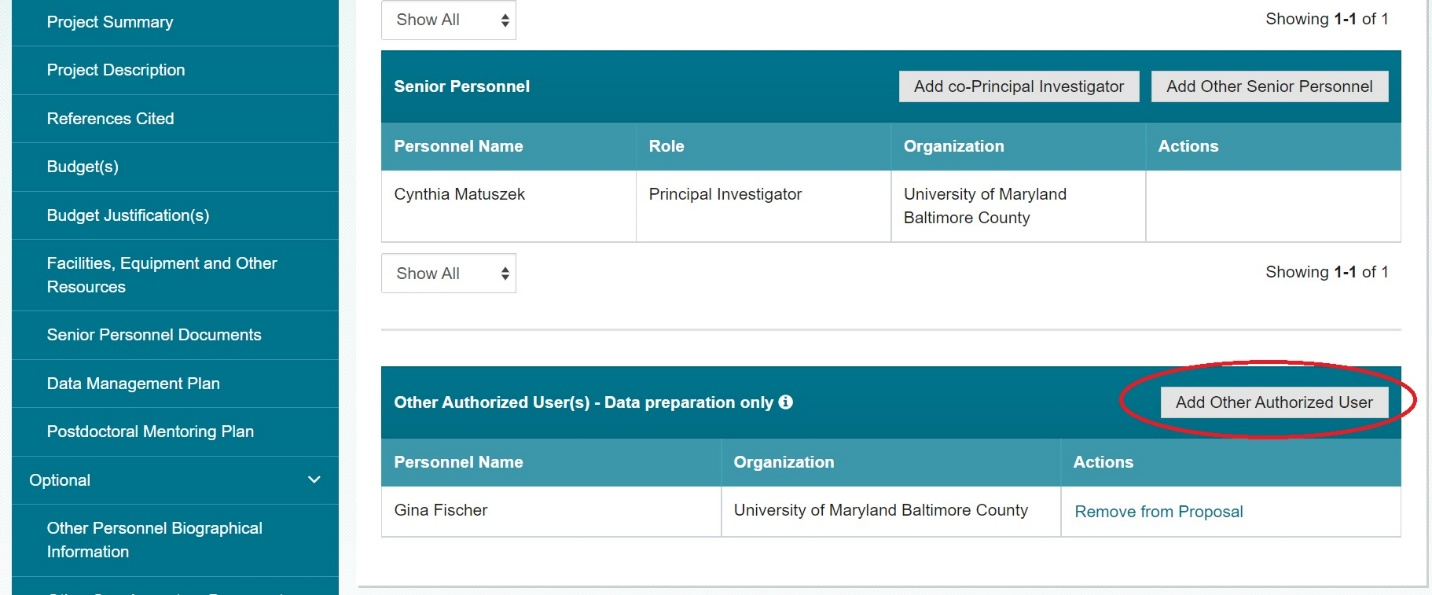 Project Summary
Project Description
References Cited
Budget(s)
Budget Justification(s)
Facilities, Equipment and Other
Resources
Senior Personnel Documents
Data Management Plan
Postdoctoral Mentoring Plan
Optional
Other Personnel Biographical
Information
Show All
Showing 1-1 of 1
Senior Personnel
Add co-Principal Investigator
Add Other Senior Personnel
Personnel Name
Role
Organization
Actions
Cynthia Matuszek
Principal Investigator
University of Maryland
Baltimore County
Show All
Showing 1-1 of 1
Other Authorized User(s) - Data preparation only
Add Other Authorized User
Personnel Name
Organization
Actions
Gina Fischer
University of Maryland Baltimore County
Remove from Proposal